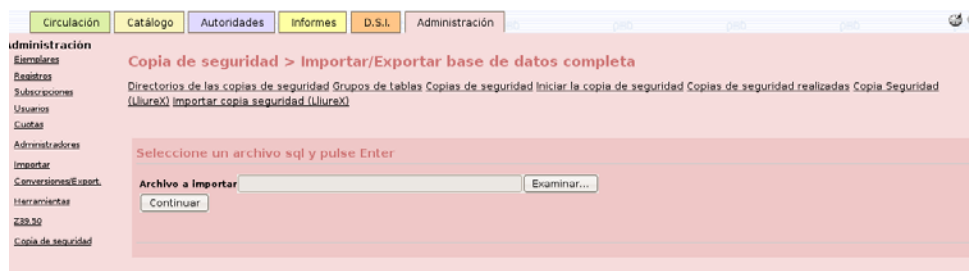 Circulación Catálogo Autoridades Informes D.S.I. Administración
Administración
Ejemplares
Registros
Subscripciones
Usuarios
Cuotas
Administradores
Importar
Conversiones/Export.
Herramientas
Z39.50
Copia de seguridad
Copia de seguridad > Importar/Exportar base de datos completa
Directorios de las copias de seguridad Grupos de tablas Copias de seguridad Iniciar la copia de seguridad Copias de seguridad realizadas Copia Seguridad
(LliureX) Importar copia seguridad (LliureX)
Seleccione un archivo sql y pulse Enter
Archivo a importar Examinar...
Continuar